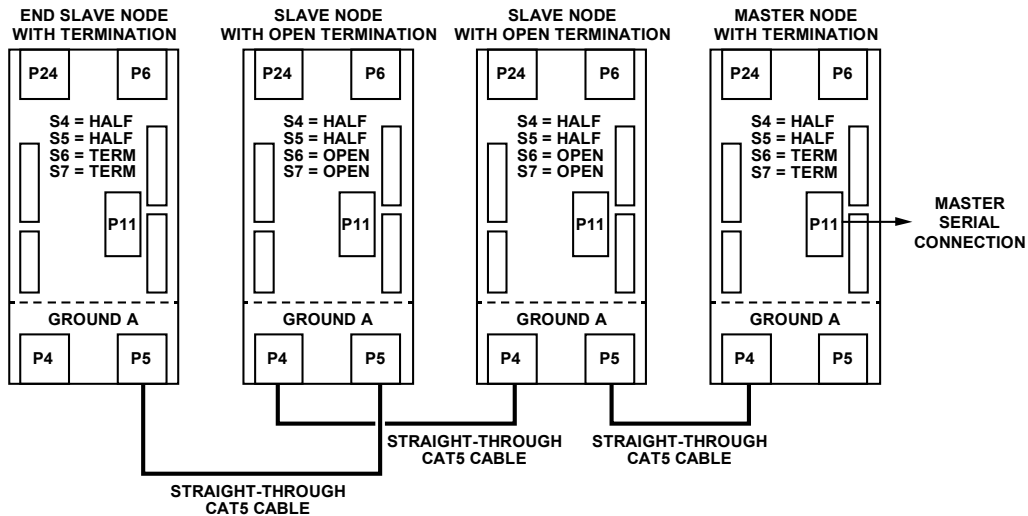 END SLAVE NODE
WITH TERMINATION
P24
P6
S4 = HALF
S5 = HALF
S6 = TERM
S7 = TERM
P11
GROUND A
P4
P5
SLAVE NODE
WITH OPEN TERMINATION
P24
P6
S4 = HALF
S5 = HALF
S6 = OPEN
S7 = OPEN
P11
GROUND A
P4
P5
SLAVE NODE
WITH OPEN TERMINATION
P24
P6
S4 = HALF
S5 = HALF
S6 = OPEN
S7 = OPEN
P11
GROUND A
P4
P5
MASTER NODE
WITH TERMINATION
P24
P6
S4 = HALF
S5 = HALF
S6 = TERM
S7 = TERM
P11
GROUND A
P4
P5
MASTER
SERIAL
CONNECTION
STRAIGHT-THROUGH
CAT5 CABLE
STRAIGHT-THROUGH
CAT5 CABLE
STRAIGHT-THROUGH
CAT5 CABLE